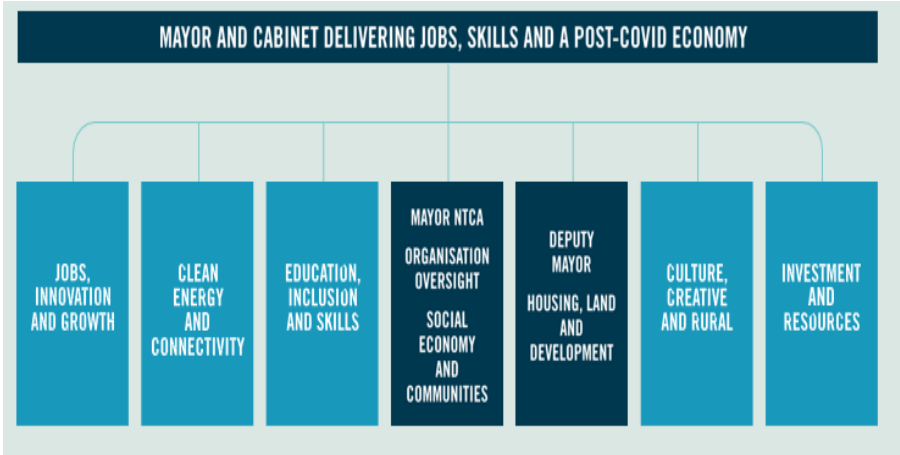 MAYOR AND CABINET DELIVERING JOBS, SKILLS AND A POST-COVID ECONOMY
JOBS,
INNOVATION
AND GROWTH
CLEAN
ENERGY
AND
CONNECTIVITY
EDUCATION,
INCLUSION
AND SKILLS
MAYOR NTCA
ORGANISATION
OVERSIGHT
SOCIAL
ECONOMY
AND
COMMUNITIES
DEPUTY
MAYOR
HOUSING, LAND
AND
DEVELOPMENT
CULTURE,
CREATIVE
AND RURAL
INVESTMENT
AND
RESOURCES